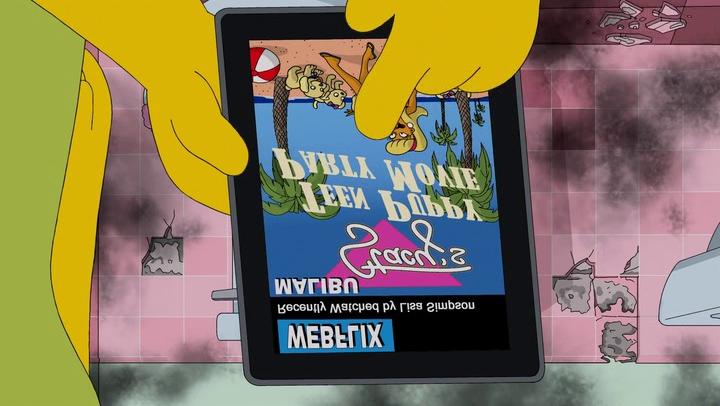 WEBFLIX
Recently Watched by Lisa Simpson
MALIBU
Stacy's
TEEN PUPPY
PARTY MOVIE